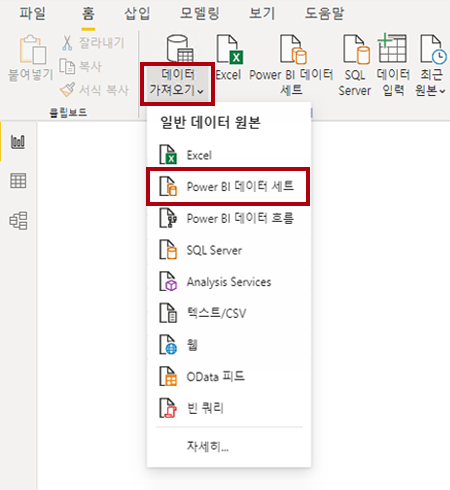 파일 홈 삽입 모델링 보기 도움말
잘라내기
복사
서식 복사
붙여넣기
클립보드
데이터
가져오기
Excel
Power BI 데이터
세트
SQL
Server
데이터
입력
최근
원본
일반 데이터 원본
Excel
Power BI 데이터 세트
Power BI 데이터 흐름
SQL Server
Analysis Services
텍스트/CSV
웹
OData 피드
빈 쿼리
자세히...